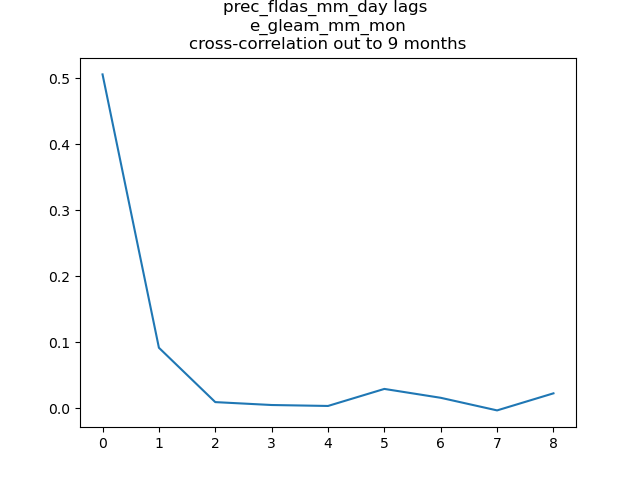 prec_fldas_mm_day lags
e_gleam_mm_mon
cross-correlation out to 9 months
0.5
0.4
0.3
0.2
0.1
0.0
0 1 2 3 4 5 6 7 8